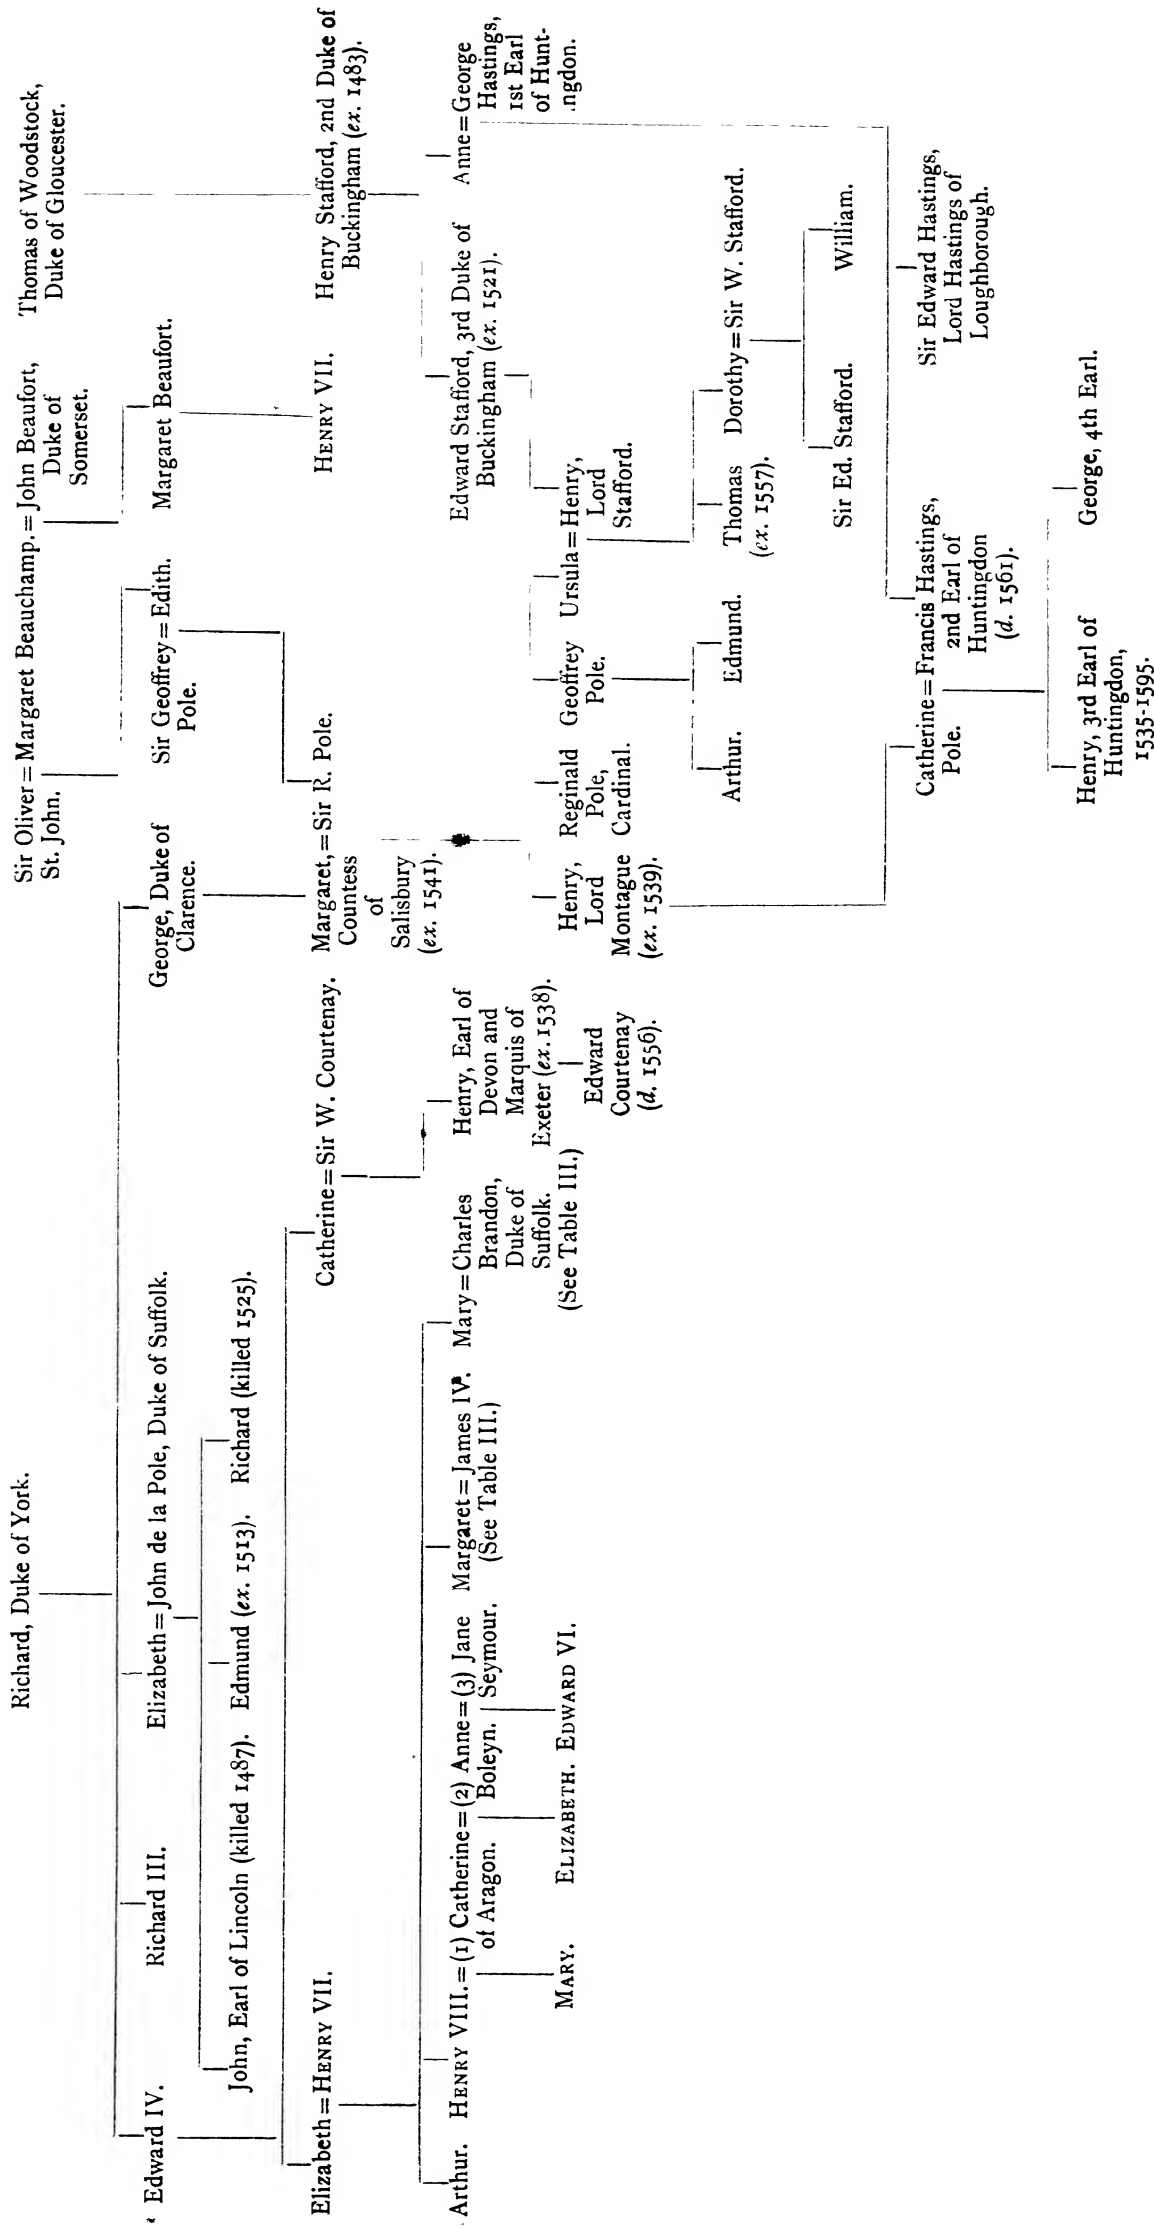 Richard, Duke of York.
Sir Oliver = Margaret Beauchamp. = John Beaufort,
St. John.
Duke of
Somerset.
Thomas of Woodstock,
Duke of Gloucester.
Edward IV.
Richard III.
Elizabeth = John de la Pole, Duke of Suffolk.
George, Duke of
Clarence.
Sir Geoffrey = Edith.
Pole.
Margaret Beaufort.
John, Earl of Lincoln (killed 1487).
Edmund (ex. 1513).
Richard (killed 1525).
Elizabeth = HENRY VII.
Catherine = Sir W. Courtenay.
Margaret, = Sir R. Pole.
Countess
of
Salisbury
(ex. 1541).
HENRY VII.
Henry Stafford, 2nd Duke of
Buckingham (ex. 1483).
Arthur.
HENRY VIII. = (1) Catherine = (2) Anne = (3) Jane
of Aragon.
Boleyn.
Seymour.
Margaret = James IV.
(See Table III.)
Mary = Charles
Brandon,
Duke of
Suffolk.
(See Table III.)
Henry, Earl of
Devon and
Marquis of
Exeter (ex. 1538).
Edward Stafford, 3rd Duke of
Buckingham (ex. 1521).
Anne = George
Hastings,
1st Earl
of Hunt-
ngdon.
MARY.
ELIZABETH.
EDWARD VI.
Edward
Courtenay
(d. 1556).
Henry,
Lord
Montague
(ex. 1539).
Reginald
Pole,
Cardinal.
Geoffrey
Pole.
Ursula = Henry,
Lord
Stafford.
Arthur.
Edmund.
Thomas
(ex. 1557).
Dorothy = Sir W. Stafford.
Sir Ed. Stafford.
William.
Catherine = Francis Hastings,
Pole.
2nd Earl of
Huntingdon
(d. 1561).
Sir Edward Hastings,
Lord Hastings of
Loughborough.
Henry, 3rd Earl of
Huntingdon,
1535-1595.
George, 4th Earl.